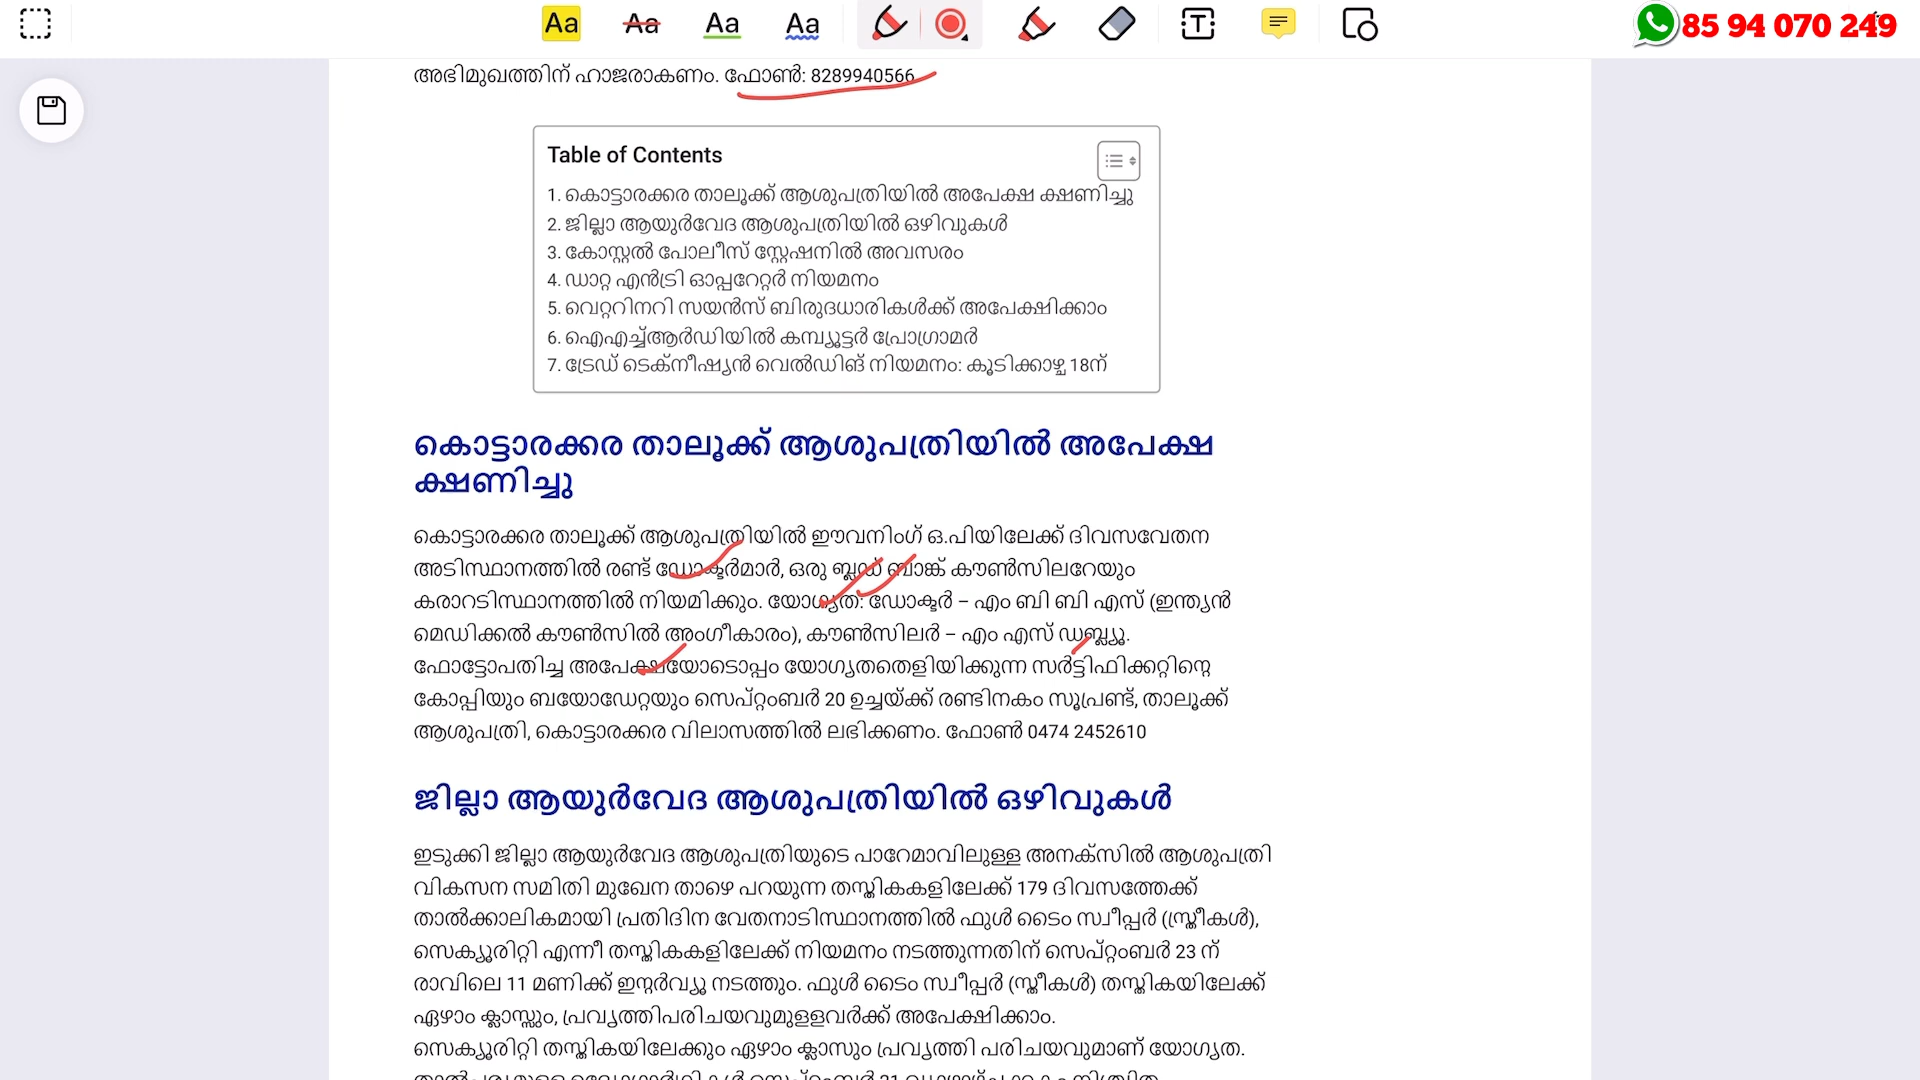 Aa Aa Aa Aa
85 94 070 249
അഭിമുഖത്തിന് ഹാജരാകണം. ഫോൺ: 8289940566
Table of Contents
1. കൊട്ടാരക്കര താലൂക്ക് ആശുപത്രിയിൽ അപേക്ഷ ക്ഷണിച്ചു
2. ജില്ലാ ആയുർവേദ ആശുപത്രിയിൽ ഒഴിവുകൾ
3. കോസ്റ്റൽ പോലീസ് സ്റ്റേഷനിൽ അവസരം
4. ഡാറ്റ എൻട്രി ഓപ്പറേറ്റർ നിയമനം
5. വെറ്ററിനറി സയൻസ് ബിരുദധാരികൾക്ക് അപേക്ഷിക്കാം
6. ഐഎച്ച്ആർഡിയിൽ കമ്പ്യൂട്ടർ പ്രോഗ്രാമർ
7. ട്രേഡ് ടെക്നീഷ്യൻ വെൽഡിങ് നിയമനം: കൂടിക്കാഴ്ച 18ന്
കൊട്ടാരക്കര താലൂക്ക് ആശുപത്രിയിൽ അപേക്ഷ
ക്ഷണിച്ചു
കൊട്ടാരക്കര താലൂക്ക് ആശുപത്രിയിൽ ഈവനിംഗ് ഒ.പിയിലേക്ക് ദിവസവേതന
അടിസ്ഥാനത്തിൽ രണ്ട് ഡോക്ടർമാർ, ഒരു ബ്ലഡ് ബാങ്ക് കൗൺസിലറേയും
കരാറടിസ്ഥാനത്തിൽ നിയമിക്കും. യോഗ്യത: ഡോക്ടർ – എം ബി ബി എസ് (ഇന്ത്യൻ
മെഡിക്കൽ കൗൺസിൽ അംഗീകാരം), കൗൺസിലർ – എം എസ് ഡബ്ല്യൂ.
ഫോട്ടോപതിച്ച അപേക്ഷയോടൊപ്പം യോഗ്യതതെളിയിക്കുന്ന സർട്ടിഫിക്കറ്റിന്റെ
കോപ്പിയും ബയോഡേറ്റയും സെപ്റ്റംബർ 20 ഉച്ചയ്ക്ക് രണ്ടിനകം സൂപ്രണ്ട്, താലൂക്ക്
ആശുപത്രി, കൊട്ടാരക്കര വിലാസത്തിൽ ലഭിക്കണം. ഫോൺ 0474 2452610
ജില്ലാ ആയുർവേദ ആശുപത്രിയിൽ ഒഴിവുകൾ
ഇടുക്കി ജില്ലാ ആയുർവേദ ആശുപത്രിയുടെ പാറേമാവിലുള്ള അനക്സിൽ ആശുപത്രി
വികസന സമിതി മുഖേന താഴെ പറയുന്ന തസ്തികകളിലേക്ക് 179 ദിവസത്തേക്ക്
താൽക്കാലികമായി പ്രതിദിന വേതനാടിസ്ഥാനത്തിൽ ഫുൾ ടൈം സ്വീപ്പർ (സ്ത്രീകൾ),
സെക്യൂരിറ്റി എന്നീ തസ്തികകളിലേക്ക് നിയമനം നടത്തുന്നതിന് സെപ്റ്റംബർ 23 ന്
രാവിലെ 11 മണിക്ക് ഇന്റർവ്യൂ നടത്തും. ഫുൾ ടൈം സ്വീപ്പർ (സ്തീകൾ) തസ്തികയിലേക്ക്
ഏഴാം ക്ലാസ്സും, പ്രവൃത്തിപരിചയവുമുളളവർക്ക് അപേക്ഷിക്കാം.
സെക്യൂരിറ്റി തസ്തികയിലേക്കും ഏഴാം ക്ലാസും പ്രവൃത്തി പരിചയവുമാണ് യോഗ്യത.